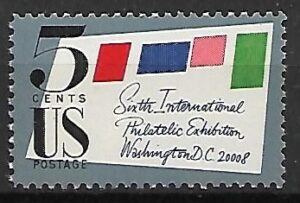 5
CENTS
US
POSTAGE
Sixth International
Philatelic Exhibition
Washington D.C. 20008